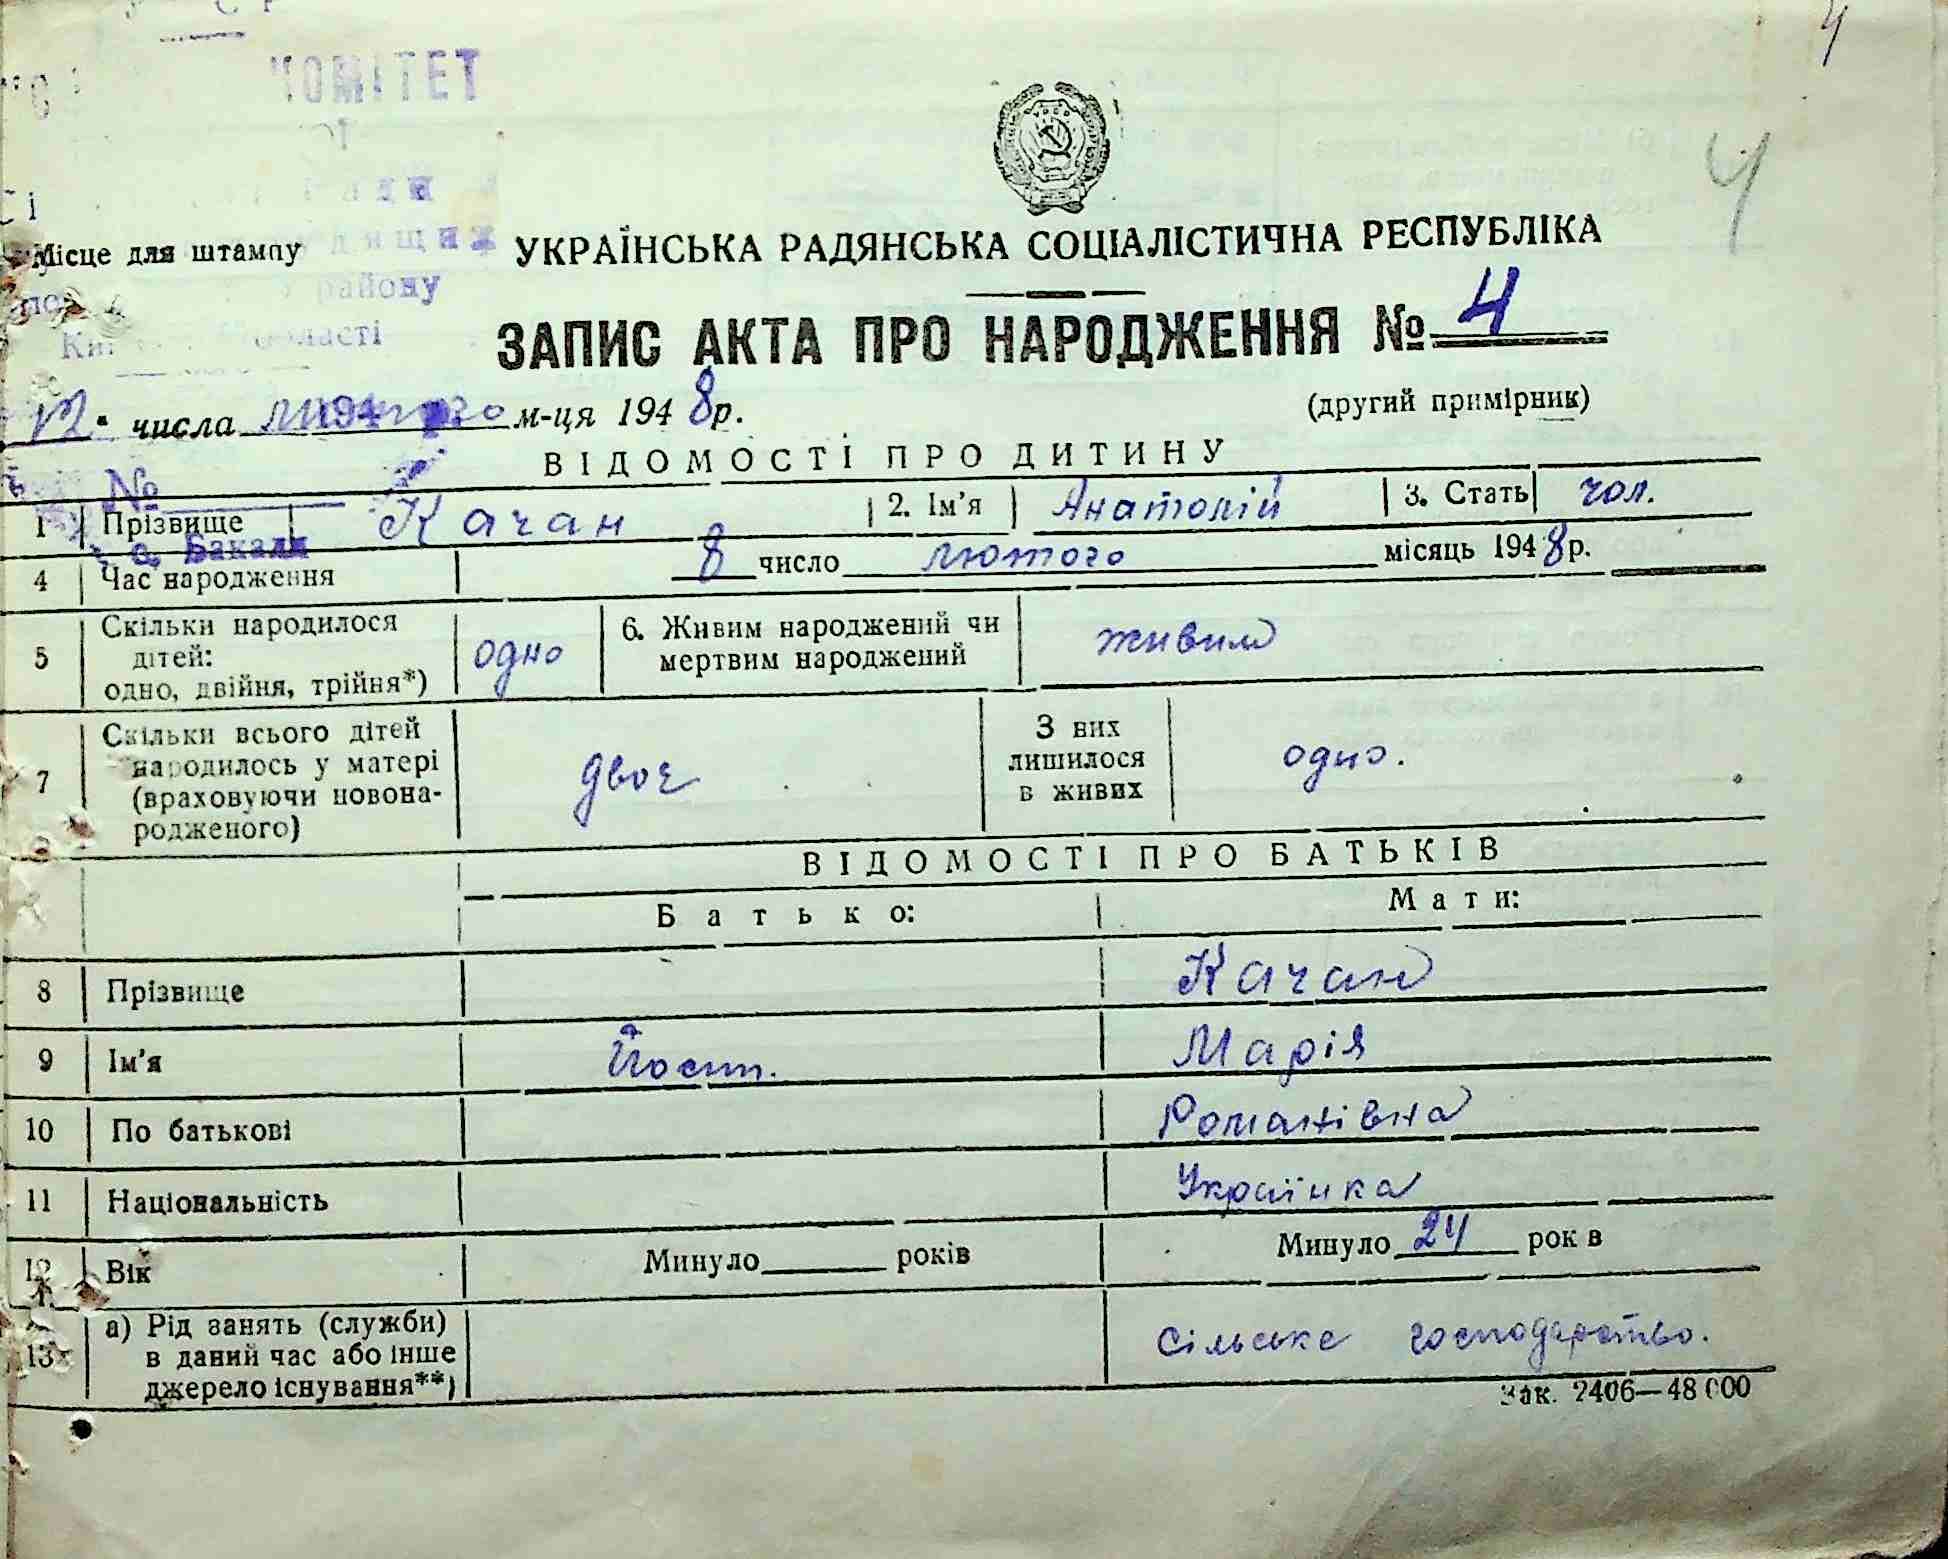 4
КОМІТЕТ
4
Місце для штампу
УКРАЇНСЬКА РАДЯНСЬКА СОЦІАЛІСТИЧНА РЕСПУБЛІКА
району
області
ЗАПИС АКТА ПРО НАРОДЖЕННЯ № 4
(другий примірник)
12 " числа лютого м-ця 1948 р.
ВІДОМОСТІ ПРО ДИТИНУ
№
1 Прізвище Качан 2. Ім'я Анатолій 3. Стать чол.
с. Бакали
4 Час народження 8 число лютого місяць 1948 р.
5 Скільки народилося дітей: одно, двійня, трійня*) одно 6. Живим народжений чи мертвим народжений живим
7 Скільки всього дітей народилось у матері (враховуючи новонародженого) двоє З них лишилося в живих одно.
ВІДОМОСТІ ПРО БАТЬКІВ
Батько: Мати:
8 Прізвище Качан
9 Ім'я Марія
10 По батькові Романівна
11 Національність Українка
12 Вік Минуло років Минуло 24 рок в
13 а) Рід занять (служби) в даний час або інше джерело існування**) сільське господарство.
Зак. 2406—48 000